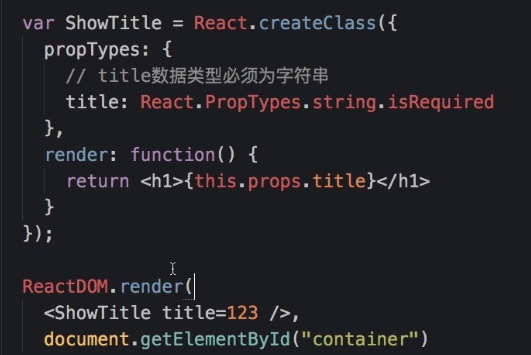 var ShowTitle = React.createClass({
  propTypes: {
    // title数据类型必须为字符串
    title: React.PropTypes.string.isRequired
  },
  render: function() {
    return <h1>{this.props.title}</h1>
  }
});

ReactDOM.render(
  <ShowTitle title=123 />,
  document.getElementById("container")